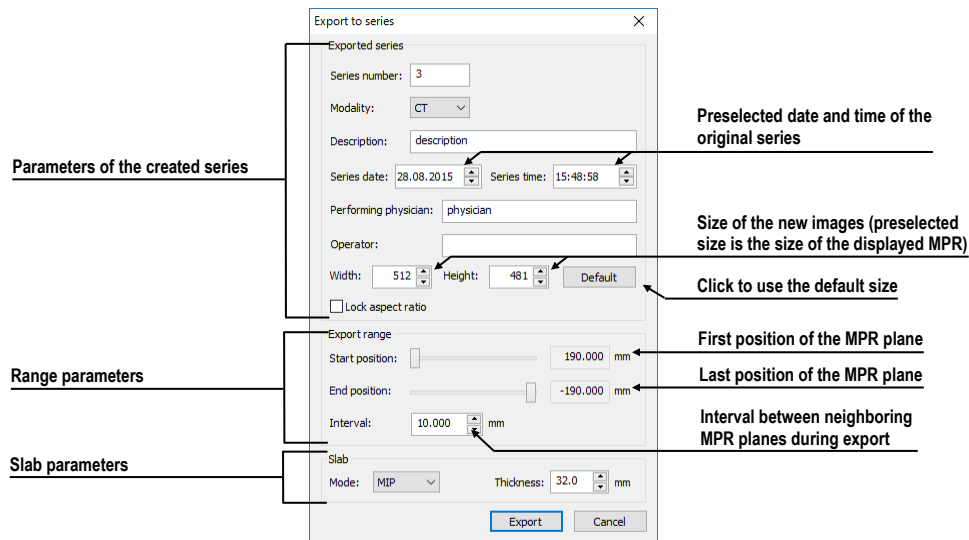 Export to series
Exported series
Series number: 3
Modality: CT
Description: description
Series date: 28.08.2015 Series time: 15:48:58
Performing physician: physician
Operator:
Width: 512 Height: 481 Default
Lock aspect ratio
Export range
Start position: 190.000 mm
End position: -190.000 mm
Interval: 10.000 mm
Slab
Mode: MIP Thickness: 32.0 mm
Export Cancel
Parameters of the created series
Range parameters
Slab parameters
Preselected date and time of the
original series
Size of the new images (preselected
size is the size of the displayed MPR)
Click to use the default size
First position of the MPR plane
Last position of the MPR plane
Interval between neighboring
MPR planes during export